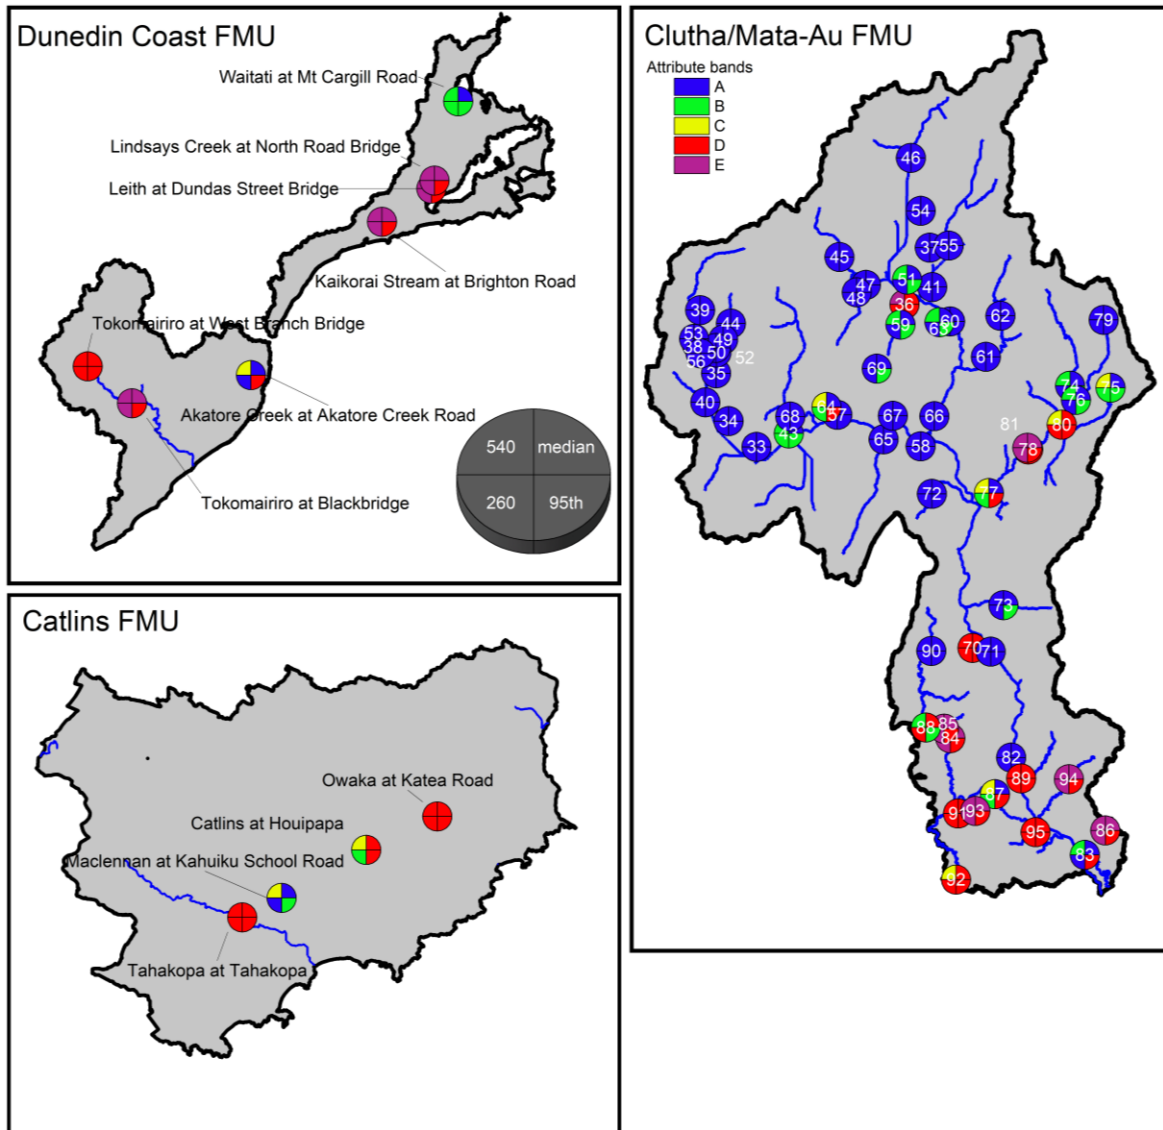 Dunedin Coast FMU
Waitati at Mt Cargill Road
Lindsays Creek at North Road Bridge
Leith at Dundas Street Bridge
Kaikorai Stream at Brighton Road
Tokomairiro at West Branch Bridge
Akatore Creek at Akatore Creek Road
Tokomairiro at Blackbridge
540
median
260
95th
Catlins FMU
Owaka at Katea Road
Catlins at Houipapa
Maclennan at Kahuiku School Road
Tahakopa at Tahakopa
Clutha/Mata-Au FMU
Attribute bands
A
B
C
D
E
46
54
37
55
45
51
47
41
48
36
39
44
59
63
60
62
79
53
49
38
50
52
56
61
35
69
74
75
40
76
34
68
64
57
67
66
81
80
43
33
65
58
78
72
77
73
90
70
71
88
85
84
82
89
94
87
91
93
95
86
83
92